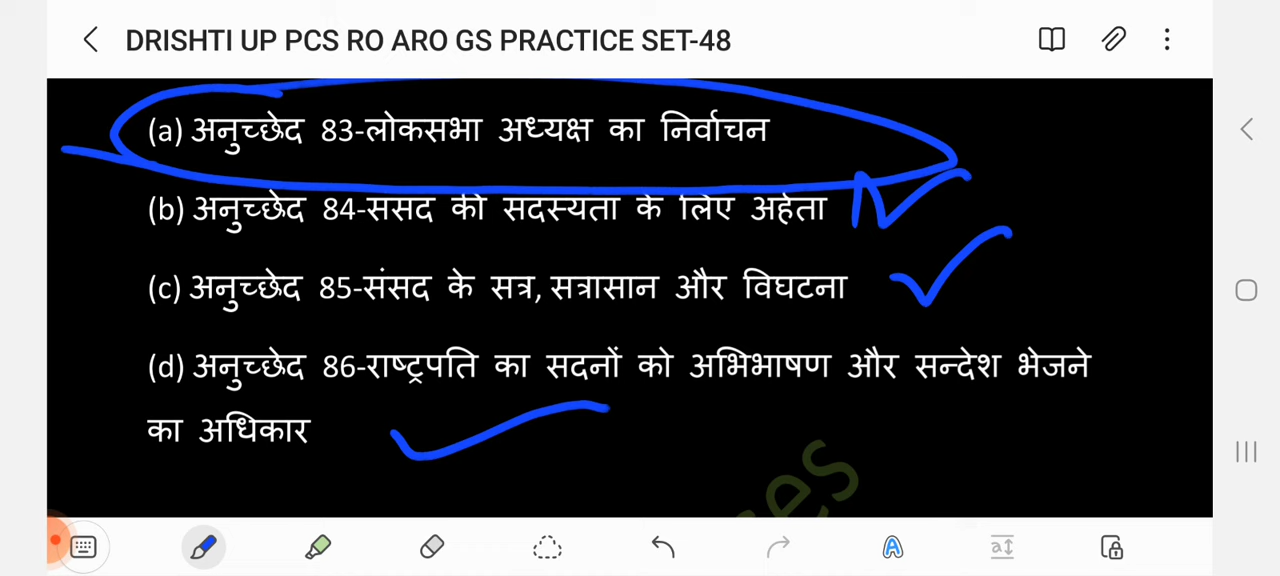 DRISHTI UP PCS RO ARO GS PRACTICE SET-48
(a) अनुच्छेद 83-लोकसभा अध्यक्ष का निर्वाचन
(b) अनुच्छेद 84-संसद की सदस्यता के लिए अर्हता
(c) अनुच्छेद 85-संसद के सत्र, सत्रासान और विघटना
(d) अनुच्छेद 86-राष्ट्रपति का सदनों को अभिभाषण और सन्देश भेजने
का अधिकार